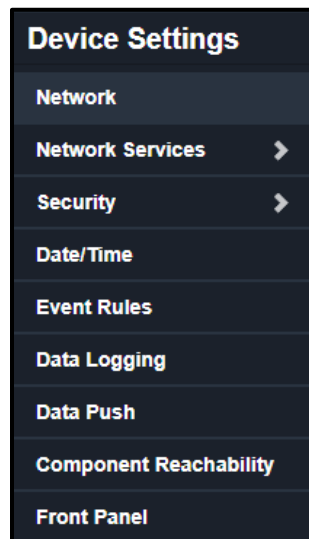 Device Settings
Network
Network Services
Security
Date/Time
Event Rules
Data Logging
Data Push
Component Reachability
Front Panel